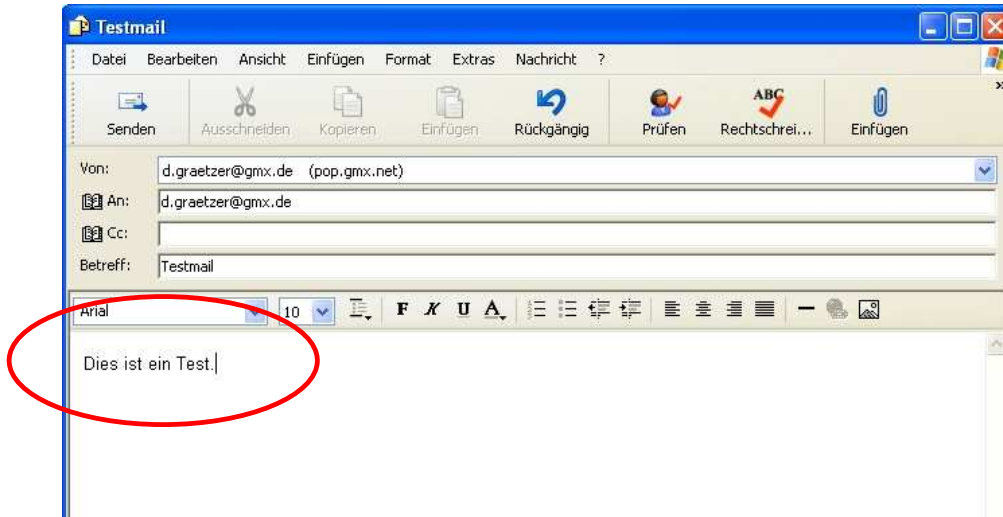 Testmail
Datei Bearbeiten Ansicht Einfügen Format Extras Nachricht ?
Senden Ausschneiden Kopieren Einfügen Rückgängig Prüfen Rechtschrei... Einfügen
Von: d.graetzer@gmx.de (pop.gmx.net)
An: d.graetzer@gmx.de
Cc:
Betreff: Testmail
Arial 10 F K U A
Dies ist ein Test.